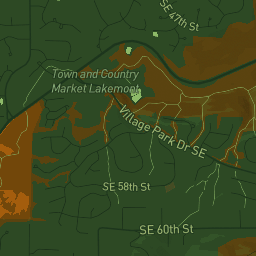 SE 47th St
Town and Country
Market Lakemont
Village Park Dr SE
SE 58th St
SE 60th St